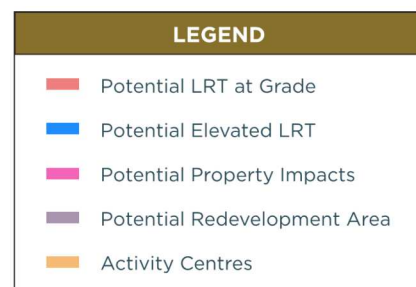 LEGEND
Potential LRT at Grade
Potential Elevated LRT
Potential Property Impacts
Potential Redevelopment Area
Activity Centres